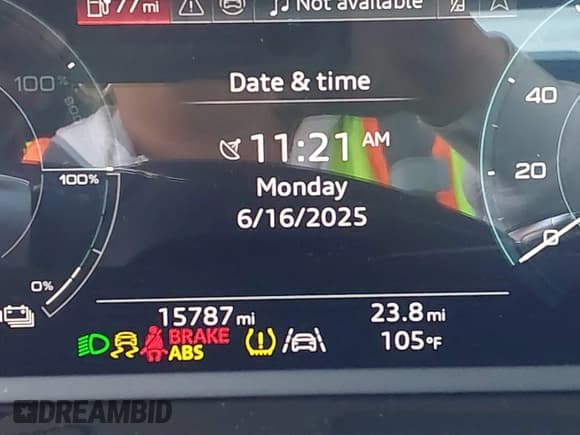 77 mi Not available
Date & time
100%
40
11:21 AM
100%
Monday
20
6/16/2025
0
0%
15787 mi 23.8 mi
BRAKE
ABS
105°F
DREAMBID